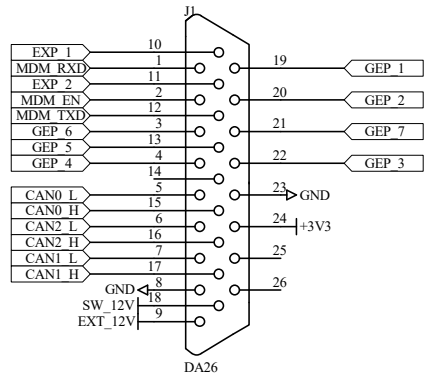 J1
EXP_1 10
MDM_RXD 1 19 GEP_1
EXP_2 11
MDM_EN 2 20 GEP_2
MDM_TXD 12
GEP_6 3 21 GEP_7
GEP_5 13
GEP_4 4 22 GEP_3
14
CAN0_L 5 23 GND
CAN0_H 15
CAN2_L 6 24 +3V3
CAN2_H 16
CAN1_L 7 25
CAN1_H 17
GND 8 26
SW_12V 18
EXT_12V 9
DA26